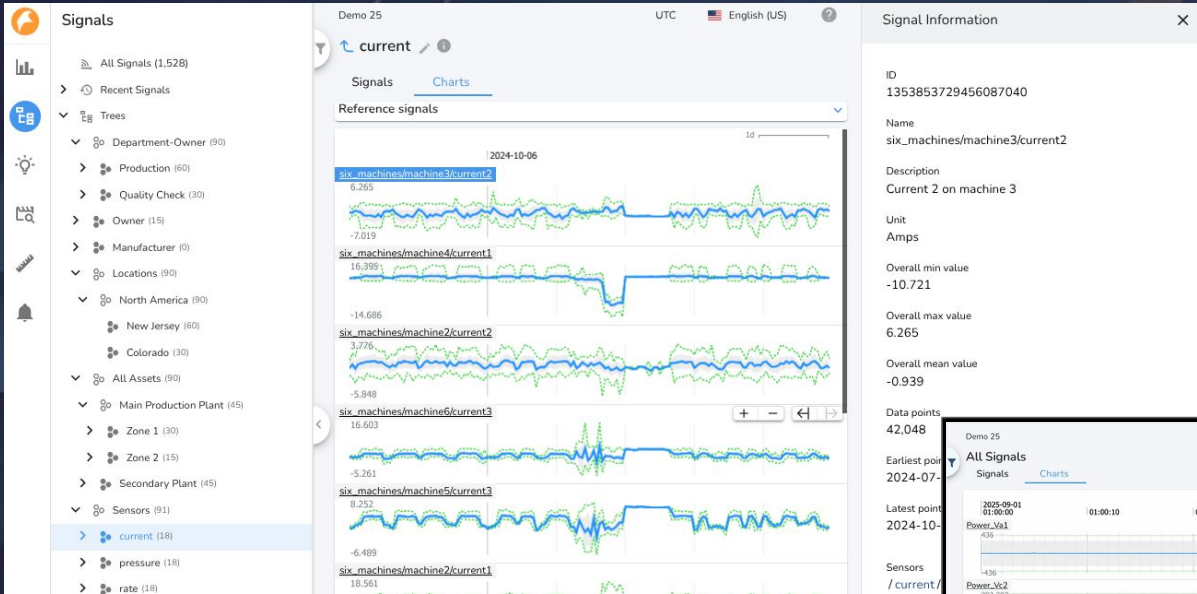 Signals
All Signals (1,528)
Recent Signals
Trees
Department-Owner (90)
Production (60)
Quality Check (30)
Owner (15)
Manufacturer (0)
Locations (90)
North America (90)
New Jersey (60)
Colorado (30)
All Assets (90)
Main Production Plant (45)
Zone 1 (30)
Zone 2 (15)
Secondary Plant (45)
Sensors (91)
current (18)
pressure (18)
rate (18)
Demo 25
UTC
English (US)
current
Signals
Charts
Reference signals
1d
2024-10-06
six_machines/machine3/current2
6.265
-7.019
six_machines/machine4/current1
16.395
-14.686
six_machines/machine2/current2
3.776
-5.848
six_machines/machine6/current3
16.603
-5.261
six_machines/machine5/current3
8.252
-6.489
six_machines/machine2/current1
18.561
Signal Information
ID
1353853729456087040
Name
six_machines/machine3/current2
Description
Current 2 on machine 3
Unit
Amps
Overall min value
-10.721
Overall max value
6.265
Overall mean value
-0.939
Data points
42,048
Earliest poin
2024-07-
Latest point
2024-10-
Sensors
/ current /
Demo 25
All Signals
Signals
Charts
2025-09-01
01:00:00
01:00:10
Power_Va1
436
-436
Power_Vc2